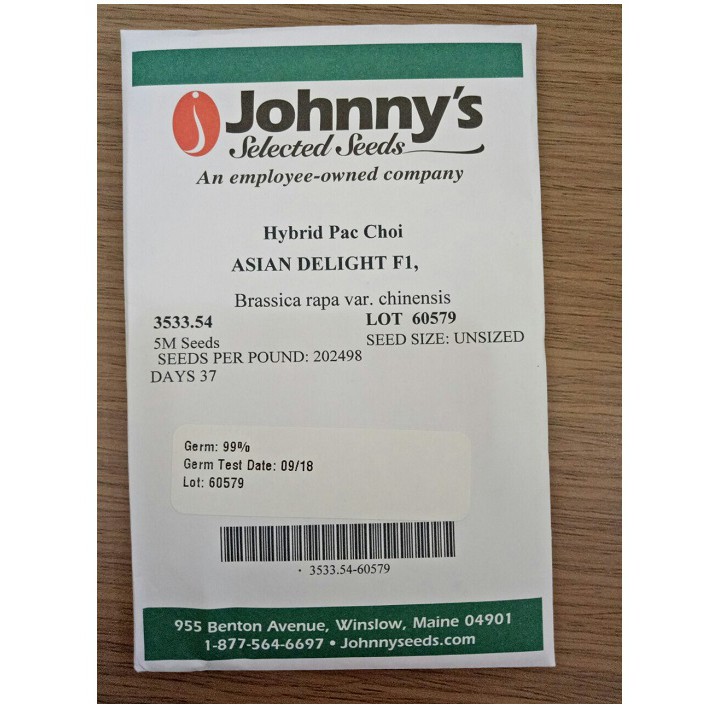 Johnny's
Selected Seeds
An employee-owned company
Hybrid Pac Choi
ASIAN DELIGHT F1,
Brassica rapa var. chinensis
3533.54 LOT 60579
5M Seeds SEED SIZE: UNSIZED
SEEDS PER POUND: 202498
DAYS 37
Germ: 99%
Germ Test Date: 09/18
Lot: 60579
· 3533.54-60579
955 Benton Avenue, Winslow, Maine 04901
1-877-564-6697 • Johnnyseeds.com